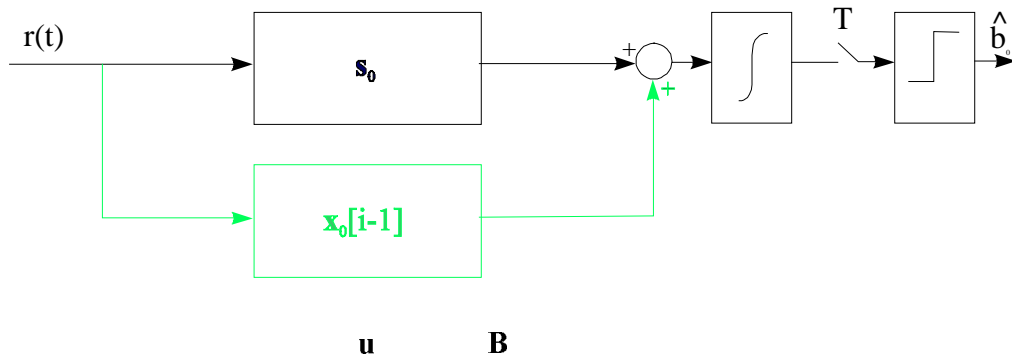 r(t)
s₀
+
+
T
b̂₀
x₀[i-1]
u B